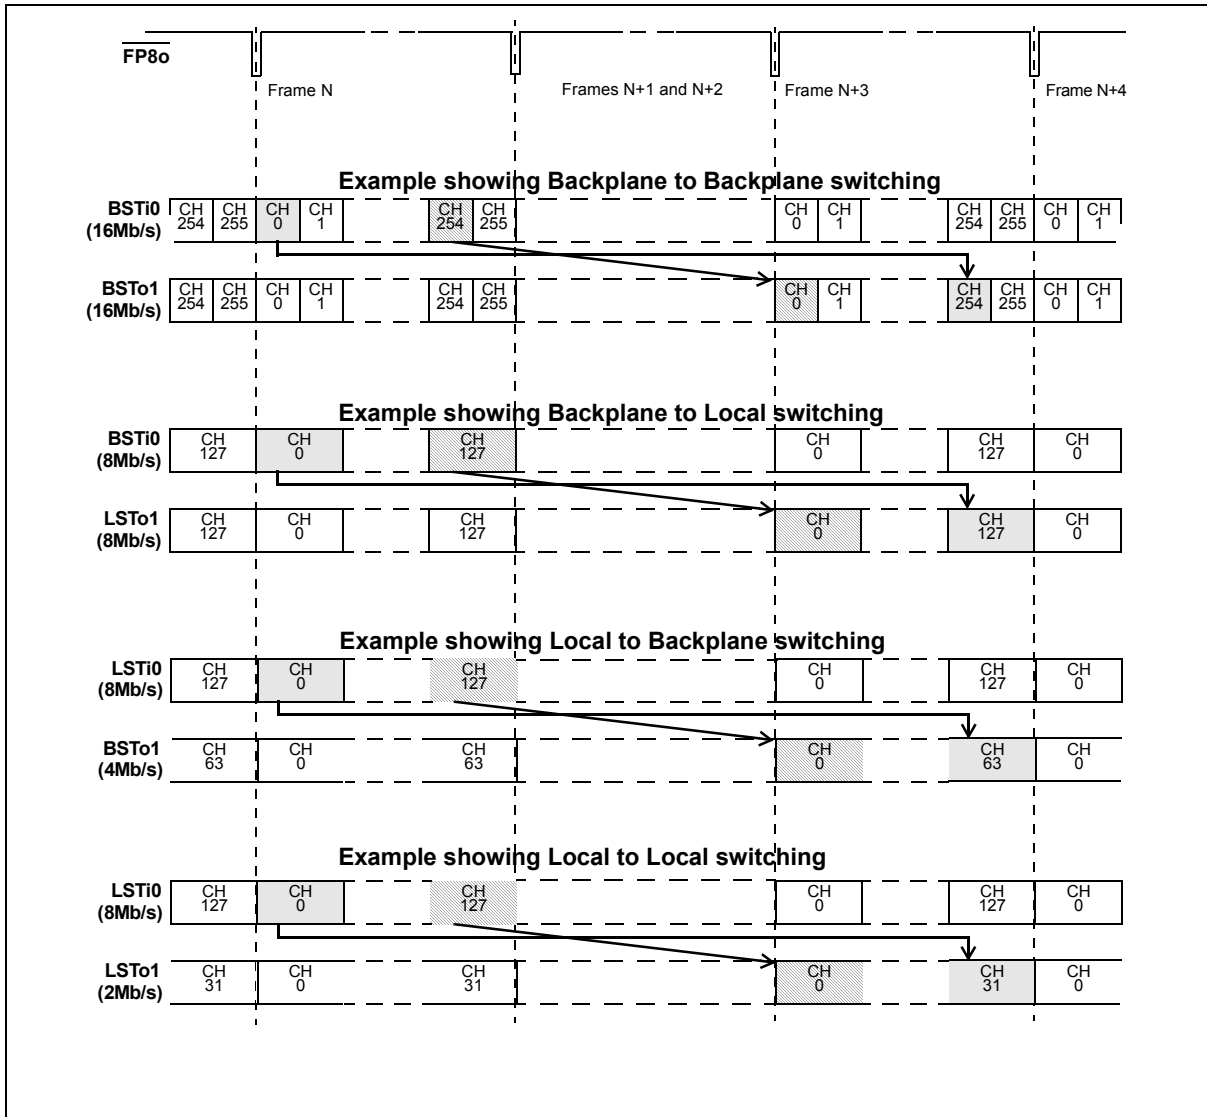 FP8o
Frame N
Frames N+1 and N+2
Frame N+3
Frame N+4
Example showing Backplane to Backplane switching
BSTi0
(16Mb/s)
CH 254
CH 255
CH 0
CH 1
CH 254
CH 255
CH 0
CH 1
CH 254
CH 255
CH 0
CH 1
BSTo1
(16Mb/s)
CH 254
CH 255
CH 0
CH 1
CH 254
CH 255
CH 0
CH 1
CH 254
CH 255
CH 0
CH 1
Example showing Backplane to Local switching
BSTi0
(8Mb/s)
CH 127
CH 0
CH 127
CH 0
CH 127
CH 0
LSTo1
(8Mb/s)
CH 127
CH 0
CH 127
CH 0
CH 127
CH 0
Example showing Local to Backplane switching
LSTi0
(8Mb/s)
CH 127
CH 0
CH 127
CH 0
CH 127
CH 0
BSTo1
(4Mb/s)
CH 63
CH 0
CH 63
CH 0
CH 63
CH 0
Example showing Local to Local switching
LSTi0
(8Mb/s)
CH 127
CH 0
CH 127
CH 0
CH 127
CH 0
LSTo1
(2Mb/s)
CH 31
CH 0
CH 31
CH 0
CH 31
CH 0